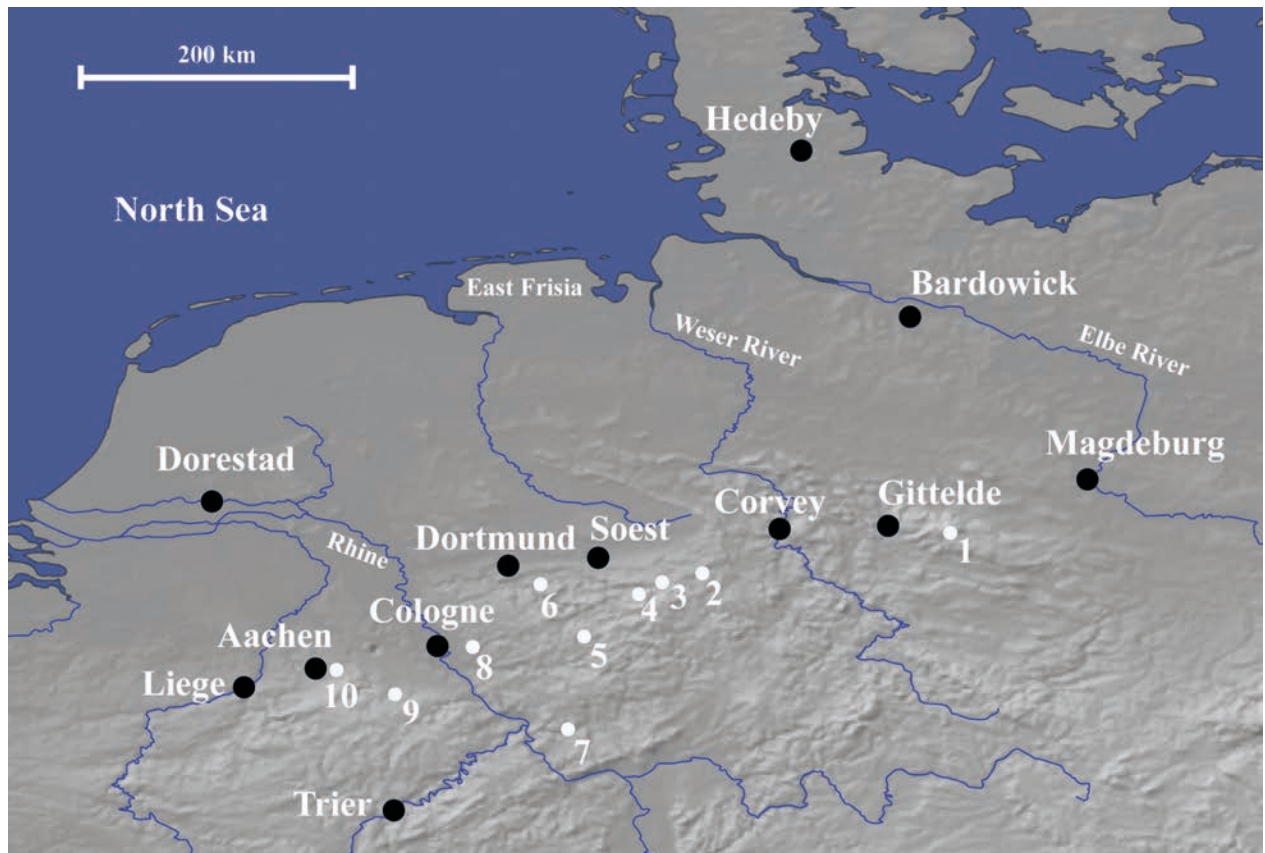 200 km
Hedeby
North Sea
East Frisia
Bardowick
Weser River
Elbe River
Dorestad
Magdeburg
Gittelde
Corvey
Soest
Dortmund
Rhine
1
2
3
4
6
Cologne
Aachen
5
8
Liege
10
9
7
Trier